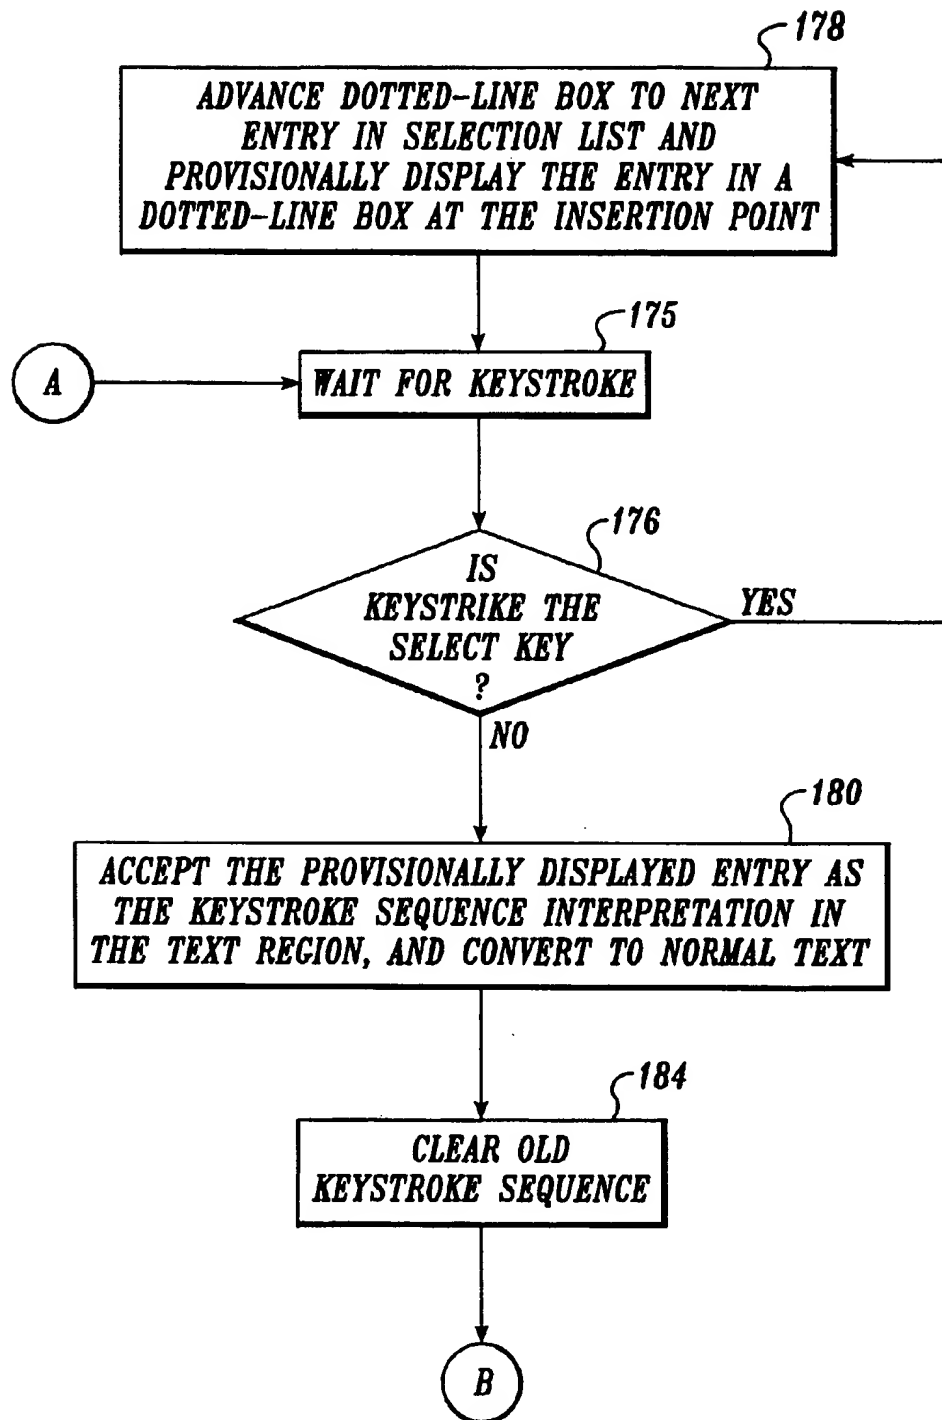 178
ADVANCE DOTTED-LINE BOX TO NEXT
ENTRY IN SELECTION LIST AND
PROVISIONALLY DISPLAY THE ENTRY IN A
DOTTED-LINE BOX AT THE INSERTION POINT
175
A
WAIT FOR KEYSTROKE
176
IS
KEYSTRIKE THE
SELECT KEY
?
YES
NO
180
ACCEPT THE PROVISIONALLY DISPLAYED ENTRY AS
THE KEYSTROKE SEQUENCE INTERPRETATION IN
THE TEXT REGION, AND CONVERT TO NORMAL TEXT
184
CLEAR OLD
KEYSTROKE SEQUENCE
B